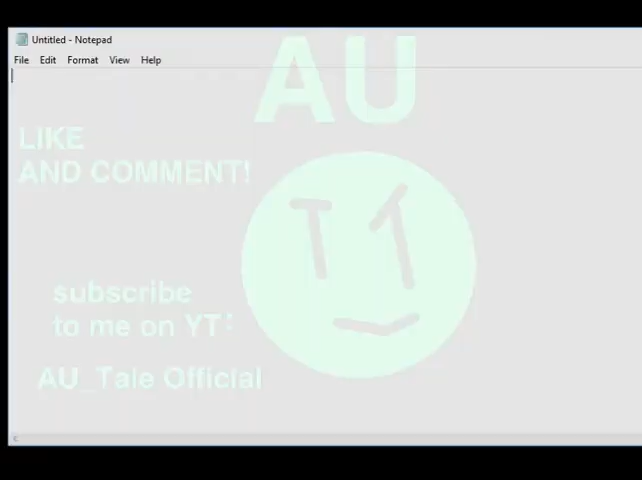 Untitled - Notepad
File Edit Format View Help
AU
LIKE
AND COMMENT!
subscribe
to me on YT:
AU_Tale Official